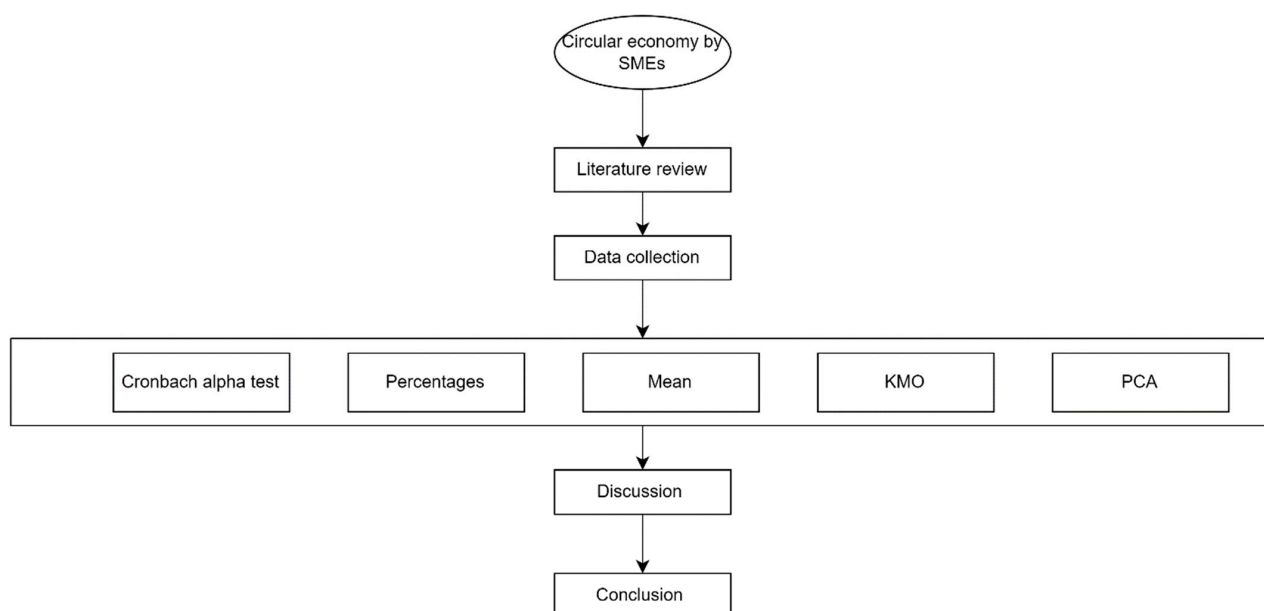 Circular economy by
SMEs
Literature review
Data collection
Cronbach alpha test
Percentages
Mean
KMO
PCA
Discussion
Conclusion